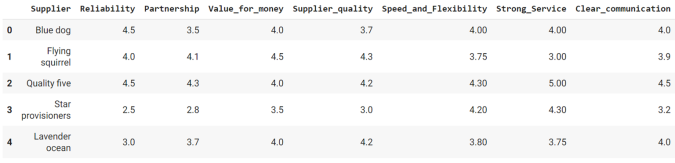 Supplier Reliability Partnership Value_for_money Supplier_quality Speed_and_Flexibility Strong_Service Clear_communication
0 Blue dog 4.5 3.5 4.0 3.7 4.00 4.00 4.0
1 Flying squirrel 4.0 4.1 4.5 4.3 3.75 3.00 3.9
2 Quality five 4.5 4.3 4.0 4.2 4.30 5.00 4.5
3 Star provisioners 2.5 2.8 3.5 3.0 4.20 4.30 3.2
4 Lavender ocean 3.0 3.7 4.0 4.2 3.80 3.75 4.0